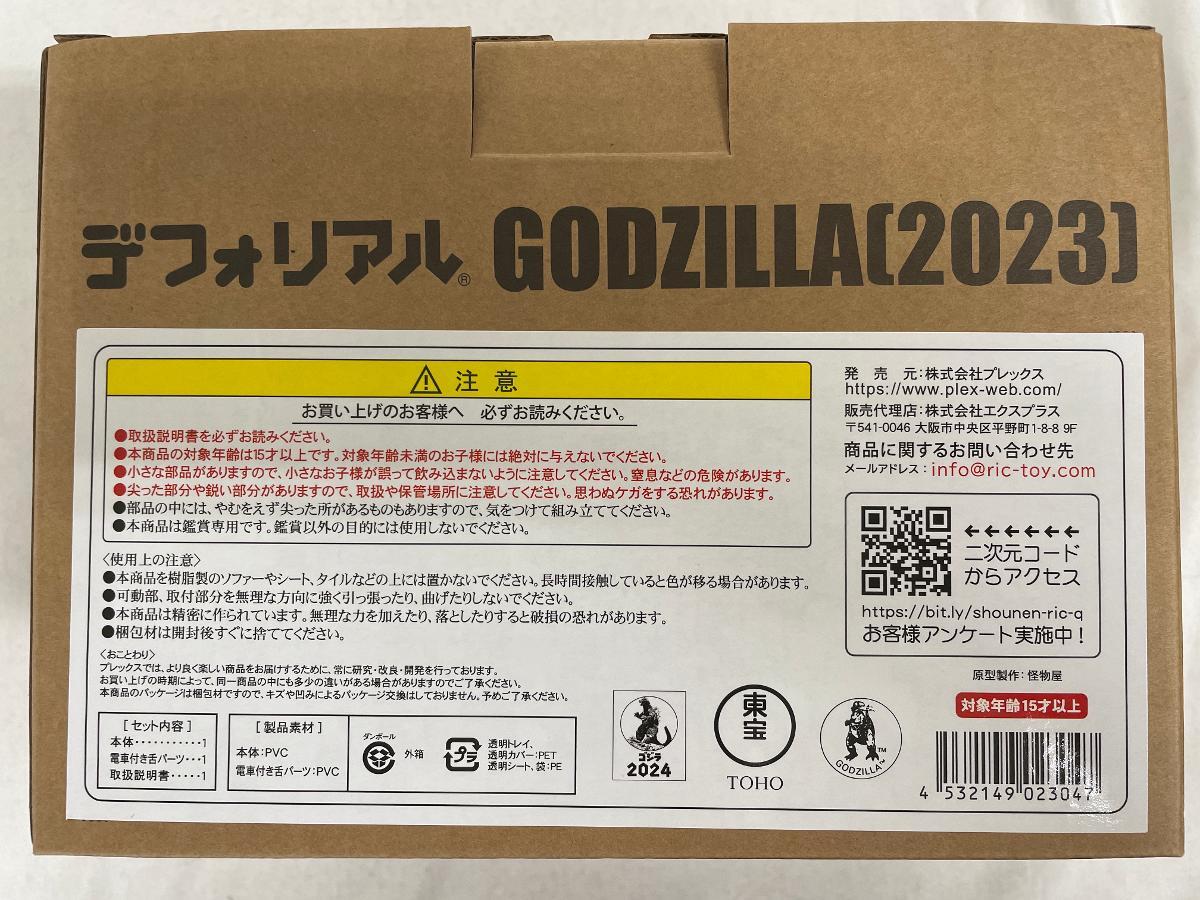 デフォリアル® GODZILLA(2023)
⚠ 注意
お買い上げのお客様へ 必ずお読みください。
●取扱説明書を必ずお読みください。
●本商品の対象年齢は15才以上です。対象年齢未満のお子様には絶対に与えないでください。
●小さな部品がありますので、小さなお子様が誤って飲み込まないように注意してください。窒息などの危険があります。
●尖った部分や鋭い部分がありますので、取扱や保管場所に注意してください。思わぬケガをする恐れがあります。
●部品の中には、やむをえず尖った所があるものもありますので、気をつけて組み立ててください。
●本商品は鑑賞専用です。鑑賞以外の目的には使用しないでください。
〈使用上の注意〉
●本商品を樹脂製のソファーやシート、タイルなどの上には置かないでください。長時間接触していると色が移る場合があります。
●可動部、取付部分を無理な方向に強く引っ張ったり、曲げたりしないでください。
●本商品は精密に作られています。無理な力を加えたり、落としたりすると破損の恐れがあります。
●梱包材は開封後すぐに捨ててください。
〈おことわり〉
プレックスでは、より良く楽しい商品をお届けするために、常に研究・改良・開発を行っております。
お買い上げの時期によって、同一商品の中にも多少の違いがある場合がありますのでご了承ください。
本商品のパッケージは梱包材ですので、キズや凹みによるパッケージ交換はしておりません。予めご了承ください。
[セット内容]
本体・・・・・・・・・・・1
電車付き舌パーツ・・・1
取扱説明書・・・・・1
[製品素材]
本体:PVC
電車付き舌パーツ:PVC
ダンボール
外箱
プラ
透明トレイ、
透明カバー:PET
透明シート、袋:PE
ゴジラ
2024
東宝
TOHO
GODZILLA™
TM
発売元:株式会社プレックス
https://www.plex-web.com/
販売代理店:株式会社エクスプラス
〒541-0046 大阪市中央区平野町1-8-8 9F
商品に関するお問い合わせ先
メールアドレス:info@ric-toy.com
←←←←←←
二次元コード
からアクセス
https://bit.ly/shounen-ric-q
お客様アンケート実施中!
原型製作:怪物屋
対象年齢15才以上
4 532149 023047